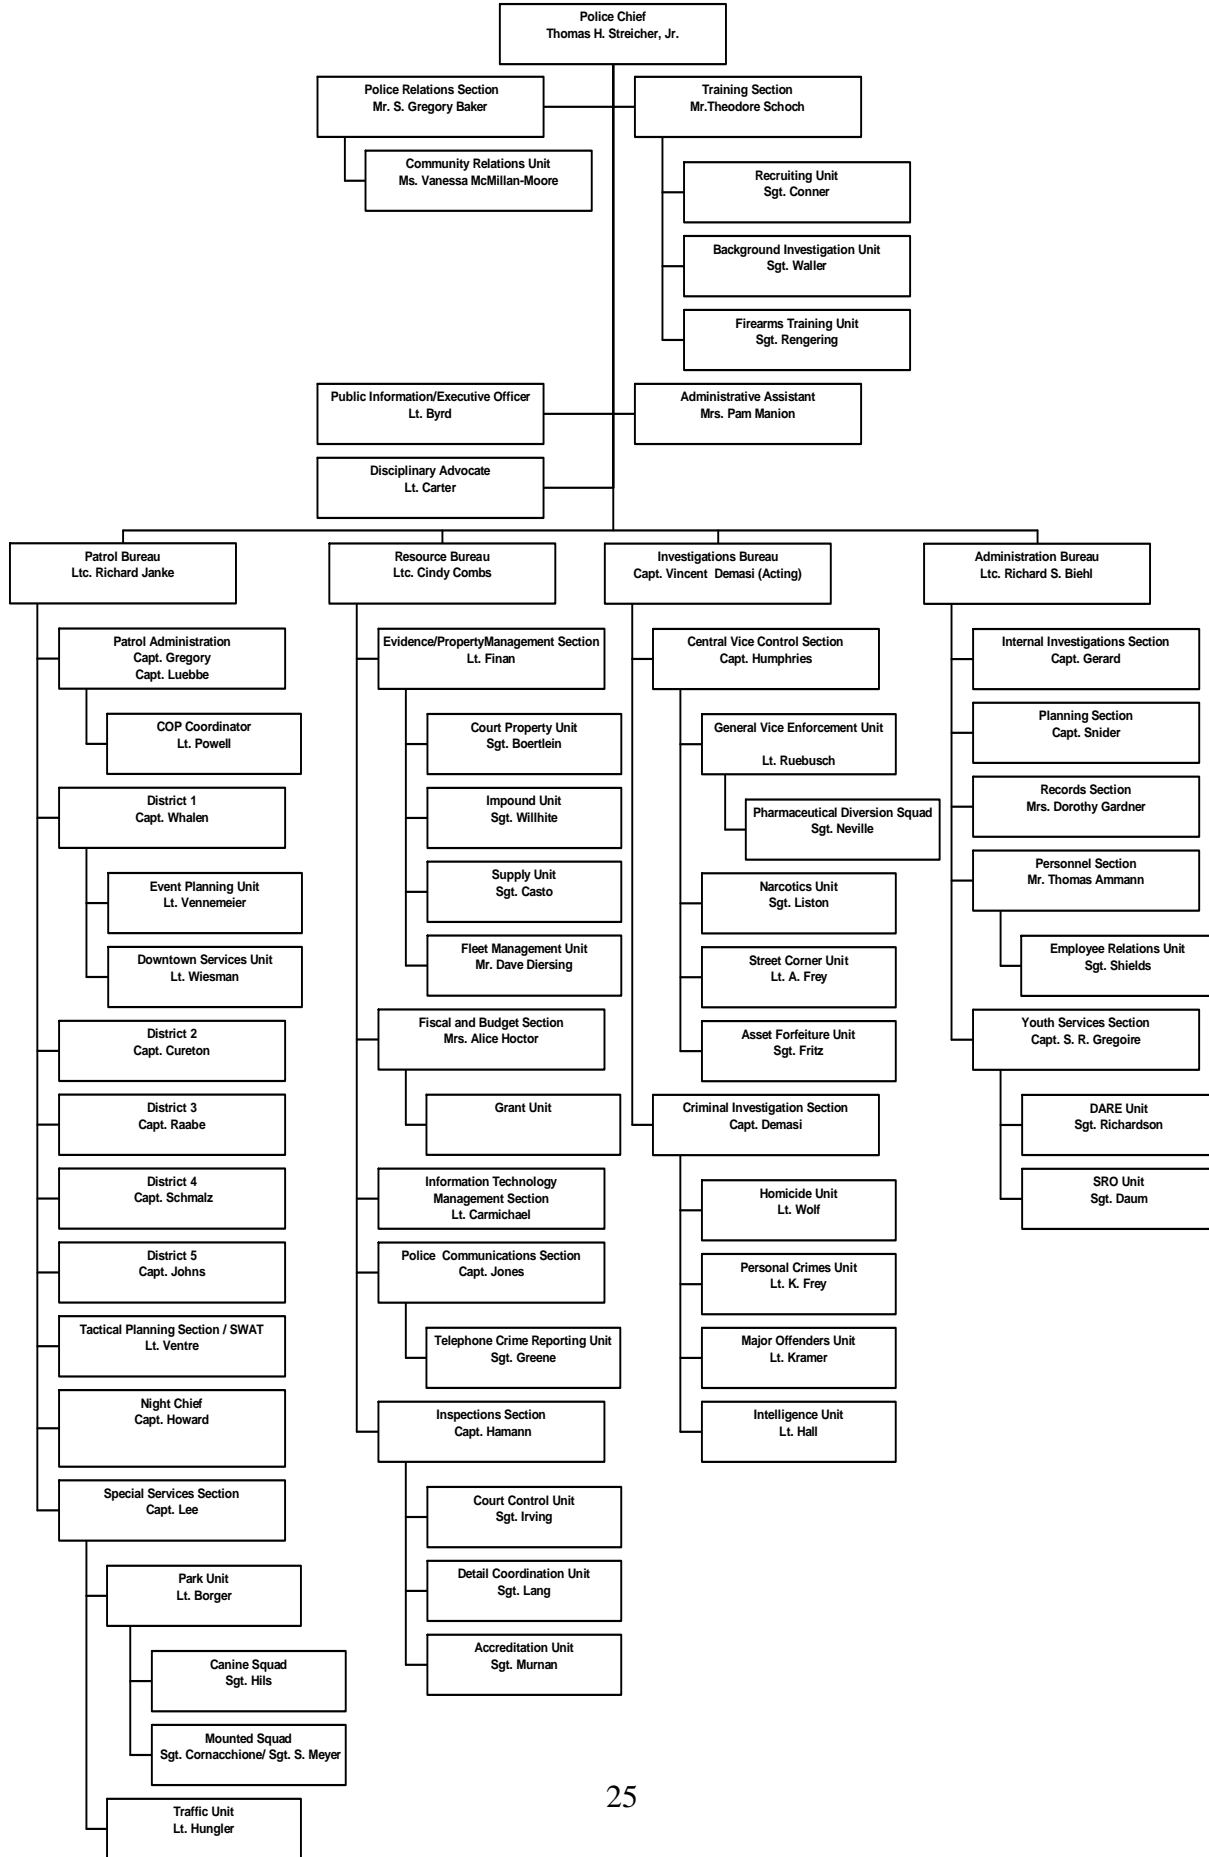 Police Chief
Thomas H. Streicher, Jr.
Police Relations Section
Mr. S. Gregory Baker
Training Section
Mr.Theodore Schoch
Community Relations Unit
Ms. Vanessa McMillan-Moore
Recruiting Unit
Sgt. Conner
Background Investigation Unit
Sgt. Waller
Firearms Training Unit
Sgt. Rengering
Public Information/Executive Officer
Lt. Byrd
Administrative Assistant
Mrs. Pam Manion
Disciplinary Advocate
Lt. Carter
Patrol Bureau
Ltc. Richard Janke
Patrol Administration
Capt. Gregory
Capt. Luebbe
COP Coordinator
Lt. Powell
District 1
Capt. Whalen
Event Planning Unit
Lt. Vennemeier
Downtown Services Unit
Lt. Wiesman
District 2
Capt. Cureton
District 3
Capt. Raabe
District 4
Capt. Schmalz
District 5
Capt. Johns
Tactical Planning Section / SWAT
Lt. Ventre
Night Chief
Capt. Howard
Special Services Section
Capt. Lee
Park Unit
Lt. Borger
Canine Squad
Sgt. Hils
Mounted Squad
Sgt. Cornacchione/ Sgt. S. Meyer
Traffic Unit
Lt. Hungler
Resource Bureau
Ltc. Cindy Combs
Evidence/PropertyManagement Section
Lt. Finan
Court Property Unit
Sgt. Boertlein
Impound Unit
Sgt. Willhite
Supply Unit
Sgt. Casto
Fleet Management Unit
Mr. Dave Diersing
Fiscal and Budget Section
Mrs. Alice Hoctor
Grant Unit
Information Technology
Management Section
Lt. Carmichael
Police Communications Section
Capt. Jones
Telephone Crime Reporting Unit
Sgt. Greene
Inspections Section
Capt. Hamann
Court Control Unit
Sgt. Irving
Detail Coordination Unit
Sgt. Lang
Accreditation Unit
Sgt. Murnan
Investigations Bureau
Capt. Vincent Demasi (Acting)
Central Vice Control Section
Capt. Humphries
General Vice Enforcement Unit
Lt. Ruebusch
Pharmaceutical Diversion Squad
Sgt. Neville
Narcotics Unit
Sgt. Liston
Street Corner Unit
Lt. A. Frey
Asset Forfeiture Unit
Sgt. Fritz
Criminal Investigation Section
Capt. Demasi
Homicide Unit
Lt. Wolf
Personal Crimes Unit
Lt. K. Frey
Major Offenders Unit
Lt. Kramer
Intelligence Unit
Lt. Hall
Administration Bureau
Ltc. Richard S. Biehl
Internal Investigations Section
Capt. Gerard
Planning Section
Capt. Snider
Records Section
Mrs. Dorothy Gardner
Personnel Section
Mr. Thomas Ammann
Employee Relations Unit
Sgt. Shields
Youth Services Section
Capt. S. R. Gregoire
DARE Unit
Sgt. Richardson
SRO Unit
Sgt. Daum
25